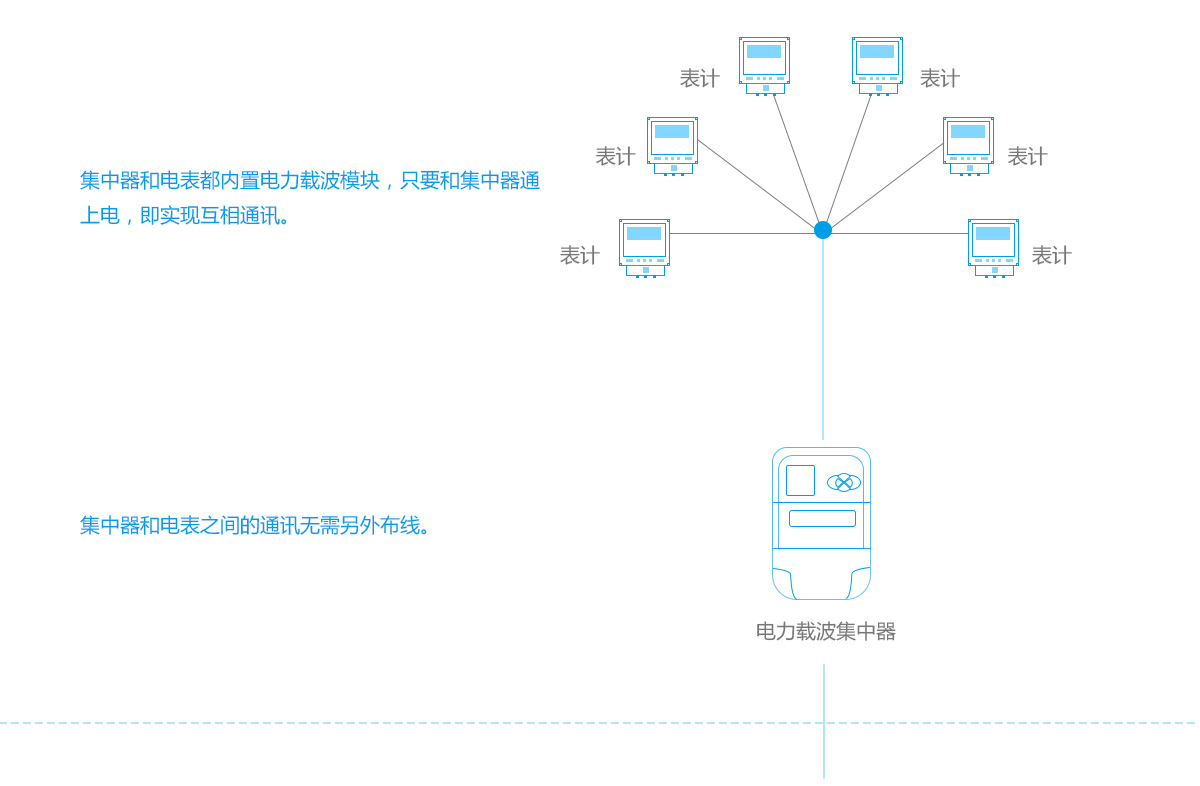 表计
表计
表计
表计
集中器和电表都内置电力载波模块，只要和集中器通
上电，即实现互相通讯。
表计
表计
集中器和电表之间的通讯无需另外布线。
电力载波集中器